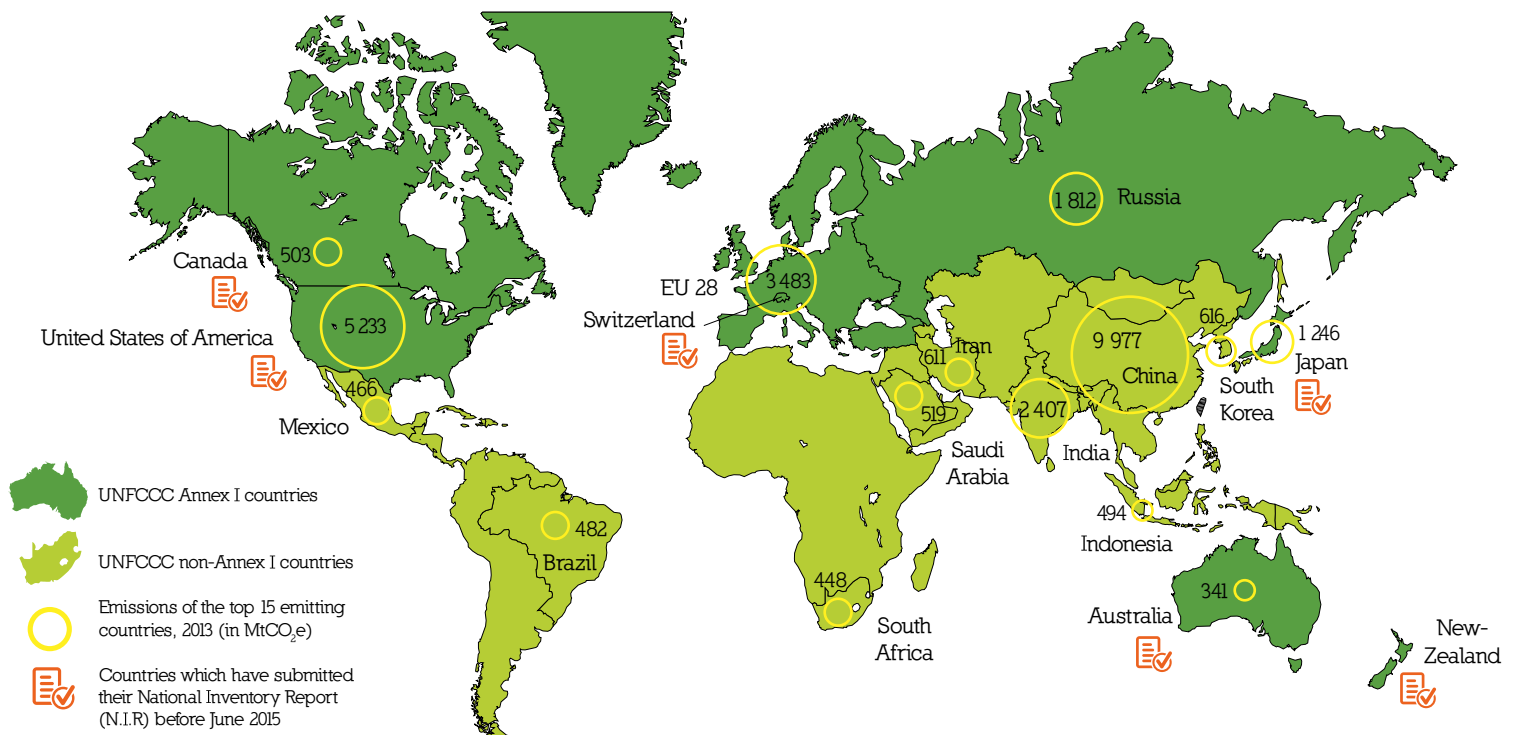 1 812
Russia
503
Canada
3 483
EU 28
Switzerland
5 233
United States of America
616
1 246
Japan
9 977
China
South
Korea
611
Iran
466
Mexico
519
Saudi
Arabia
2 407
India
494
Indonesia
482
Brazil
448
South
Africa
341
Australia
New-
Zealand
UNFCCC Annex I countries
UNFCCC non-Annex I countries
Emissions of the top 15 emitting
countries, 2013 (in MtCO₂e)
Countries which have submitted
their National Inventory Report
(N.I.R) before June 2015